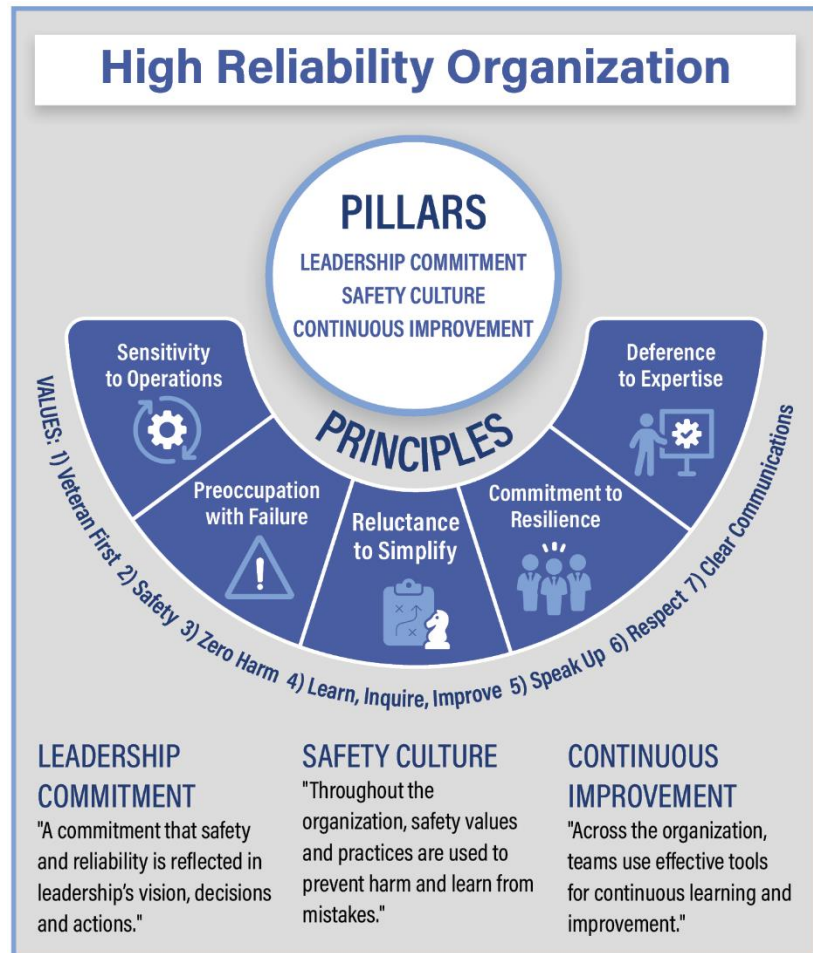 High Reliability Organization
PILLARS
LEADERSHIP COMMITMENT
SAFETY CULTURE
CONTINUOUS IMPROVEMENT
PRINCIPLES
Sensitivity
to Operations
Preoccupation
with Failure
Reluctance
to Simplify
Commitment to
Resilience
Deference
to Expertise
VALUES: 1) Veteran First 2) Safety 3) Zero Harm 4) Learn, Inquire, Improve 5) Speak Up 6) Respect 7) Clear Communications
LEADERSHIP
COMMITMENT
"A commitment that safety
and reliability is reflected in
leadership's vision, decisions
and actions."
SAFETY CULTURE
"Throughout the
organization, safety values
and practices are used to
prevent harm and learn from
mistakes."
CONTINUOUS
IMPROVEMENT
"Across the organization,
teams use effective tools
for continuous learning and
improvement."